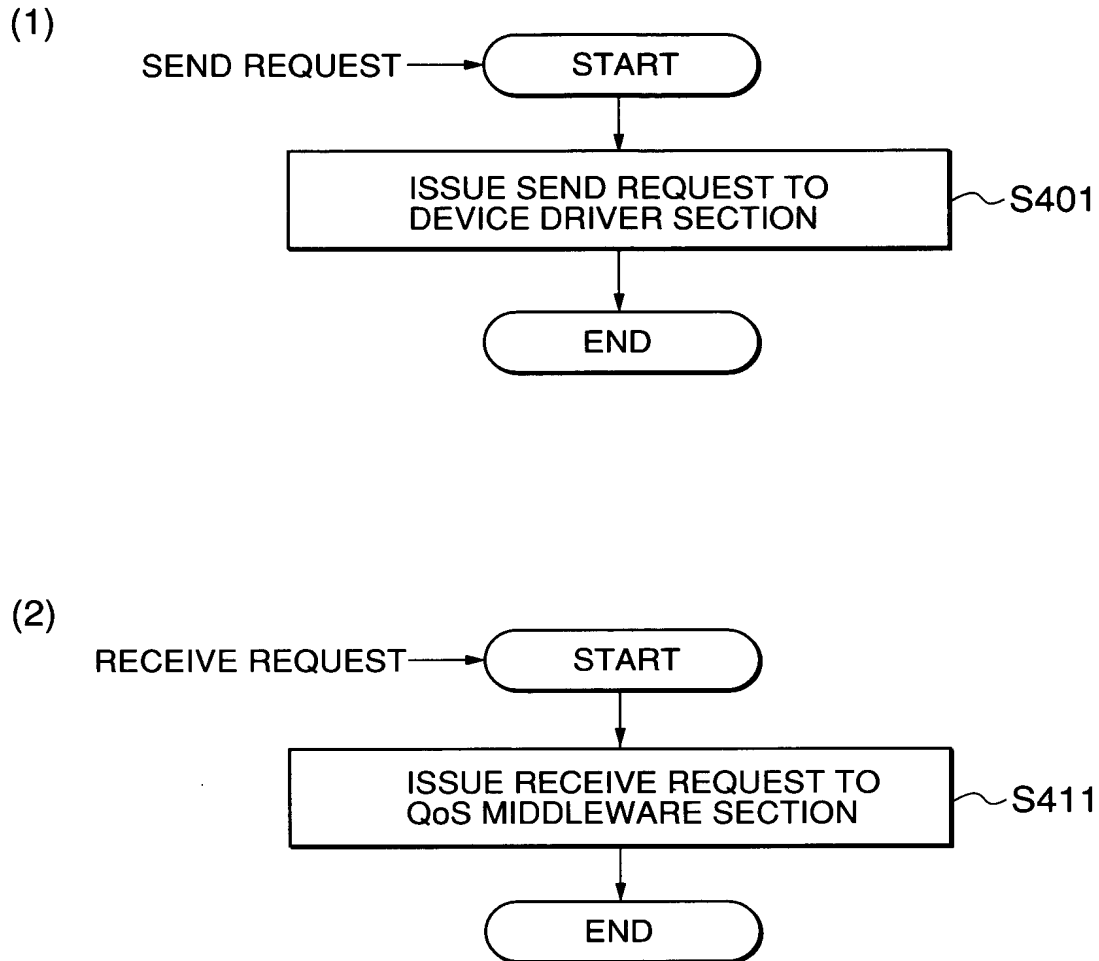 (1)
SEND REQUEST
START
ISSUE SEND REQUEST TO
DEVICE DRIVER SECTION
S401
END
(2)
RECEIVE REQUEST
START
ISSUE RECEIVE REQUEST TO
QoS MIDDLEWARE SECTION
S411
END